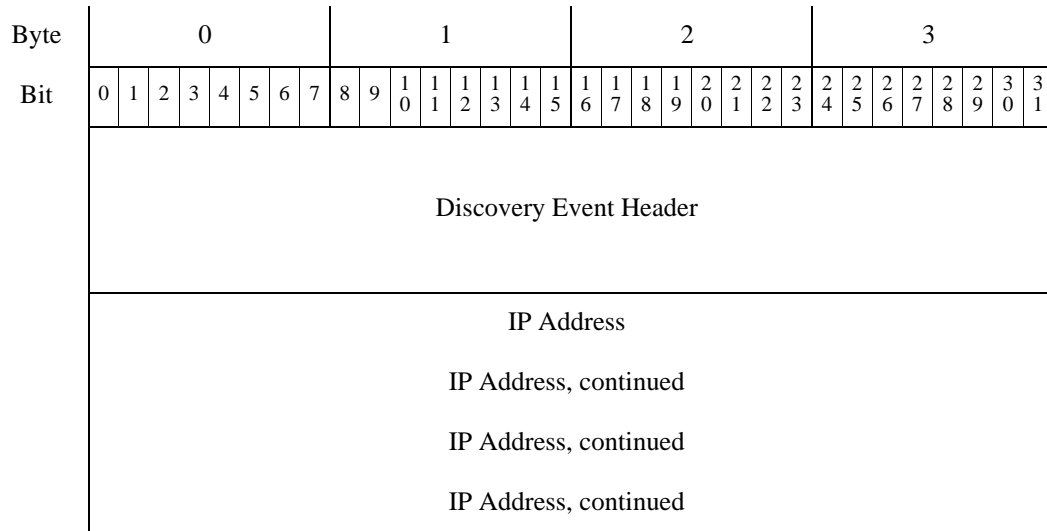 Byte 0 1 2 3
Bit 0 1 2 3 4 5 6 7 8 9 10 11 12 13 14 15 16 17 18 19 20 21 22 23 24 25 26 27 28 29 30 31
Discovery Event Header
IP Address
IP Address, continued
IP Address, continued
IP Address, continued